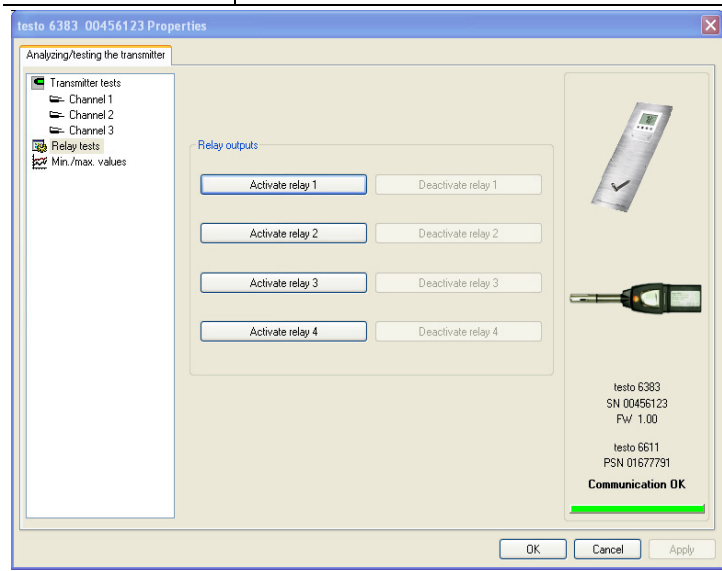 testo 6383 00456123 Properties
Analyzing/testing the transmitter
Transmitter tests
Channel 1
Channel 2
Channel 3
Relay tests
Min./max. values
Relay outputs
Activate relay 1 Deactivate relay 1
Activate relay 2 Deactivate relay 2
Activate relay 3 Deactivate relay 3
Activate relay 4 Deactivate relay 4
testo 6383
SN 00456123
FW 1.00
testo 6611
PSN 01677791
Communication OK
OK Cancel Apply